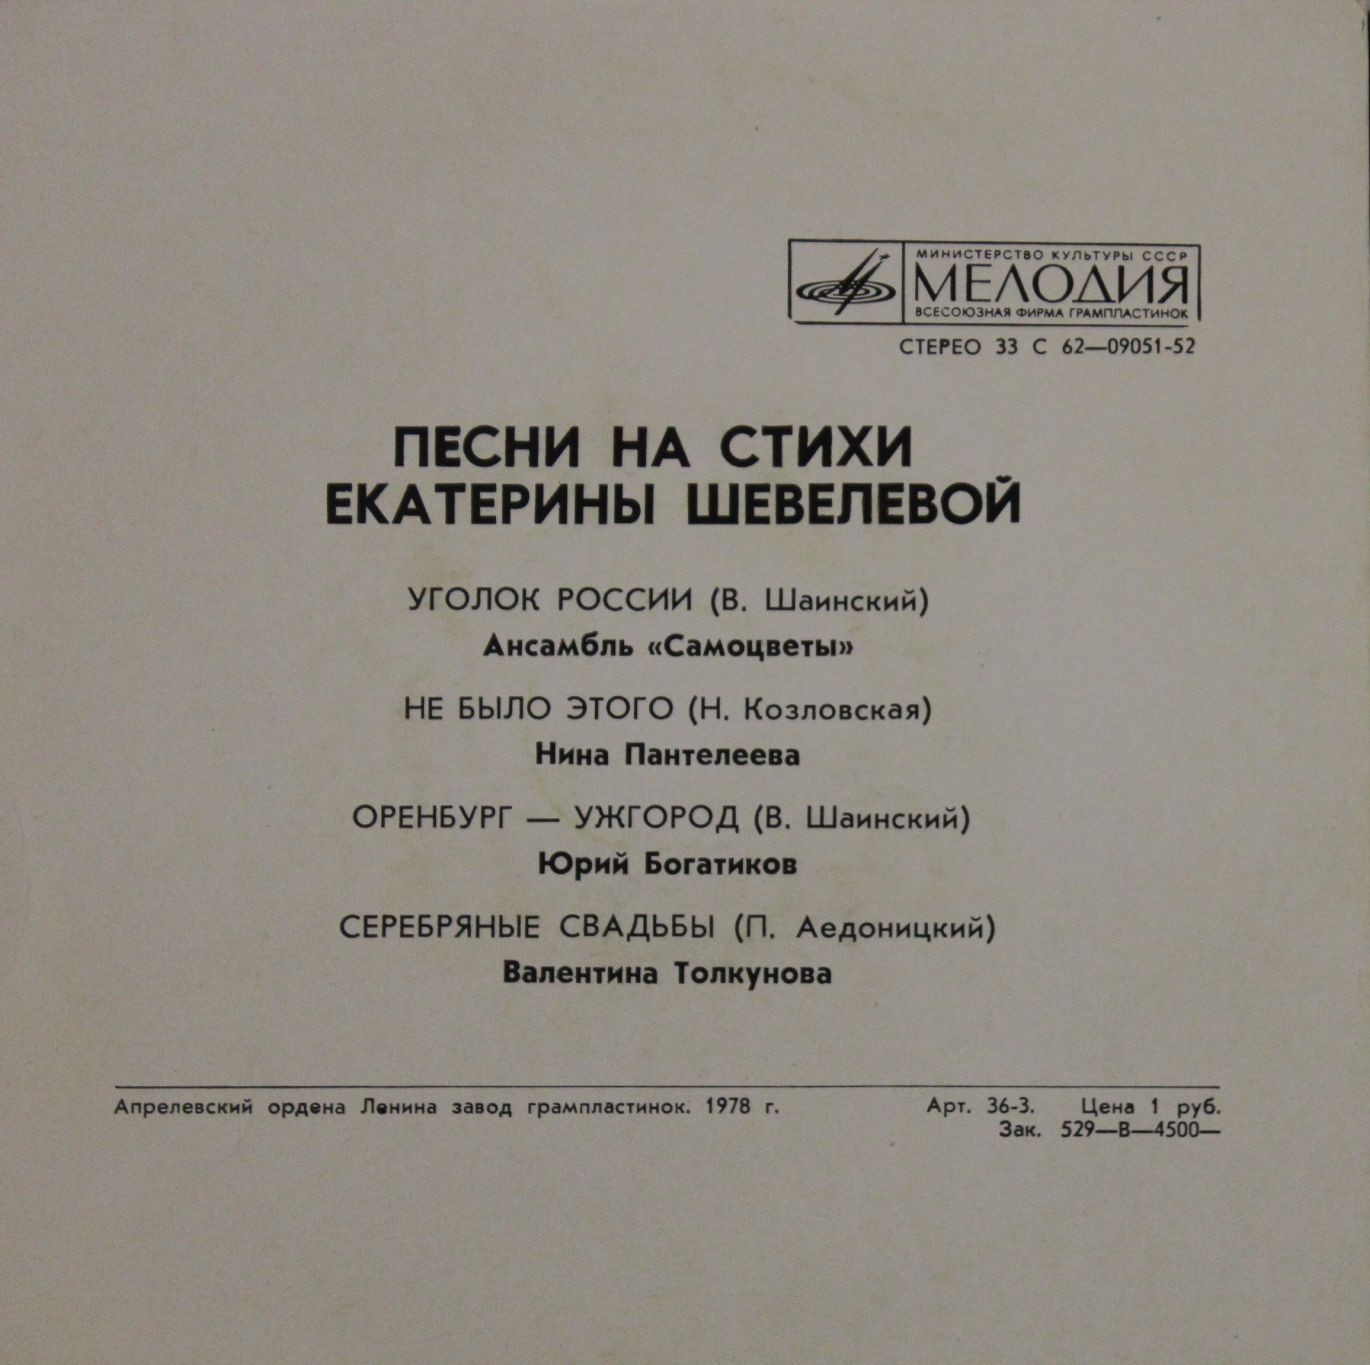 МИНИСТЕРСТВО КУЛЬТУРЫ СССР
МЕЛОДИЯ
ВСЕСОЮЗНАЯ ФИРМА ГРАМПЛАСТИНОК
СТЕРЕО 33 С 62—09051-52
ПЕСНИ НА СТИХИ
ЕКАТЕРИНЫ ШЕВЕЛЕВОЙ
УГОЛОК РОССИИ (В. Шаинский)
Ансамбль «Самоцветы»
НЕ БЫЛО ЭТОГО (Н. Козловская)
Нина Пантелеева
ОРЕНБУРГ — УЖГОРОД (В. Шаинский)
Юрий Богатиков
СЕРЕБРЯНЫЕ СВАДЬБЫ (П. Аедоницкий)
Валентина Толкунова
Апрелевский ордена Ленина завод грампластинок. 1978 г. Арт. 36-3. Цена 1 руб.
Зак. 529—В—4500—